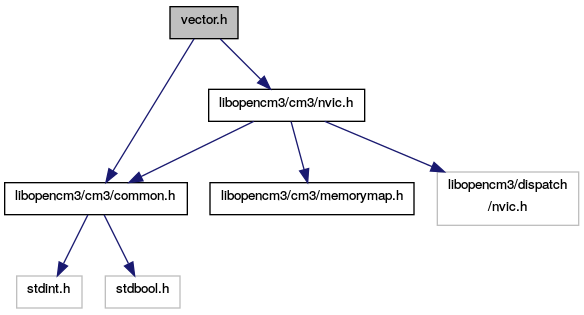 vector.h
libopencm3/cm3/nvic.h
libopencm3/cm3/common.h
libopencm3/cm3/memorymap.h
libopencm3/dispatch
/nvic.h
stdint.h
stdbool.h